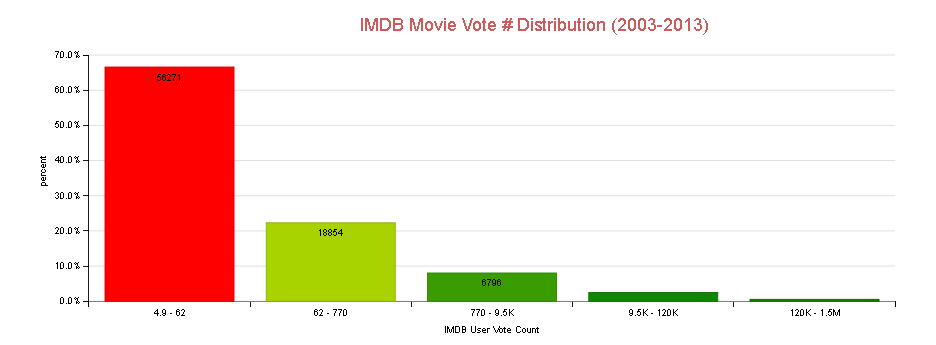 IMDB Movie Vote # Distribution (2003-2013)
70.0%
60.0%
50.0%
40.0%
30.0%
20.0%
10.0%
0.0%
percent
56271
18854
6796
4.9 - 62
62 - 770
770 - 9.5K
9.5K - 120K
120K - 1.5M
IMDB User Vote Count